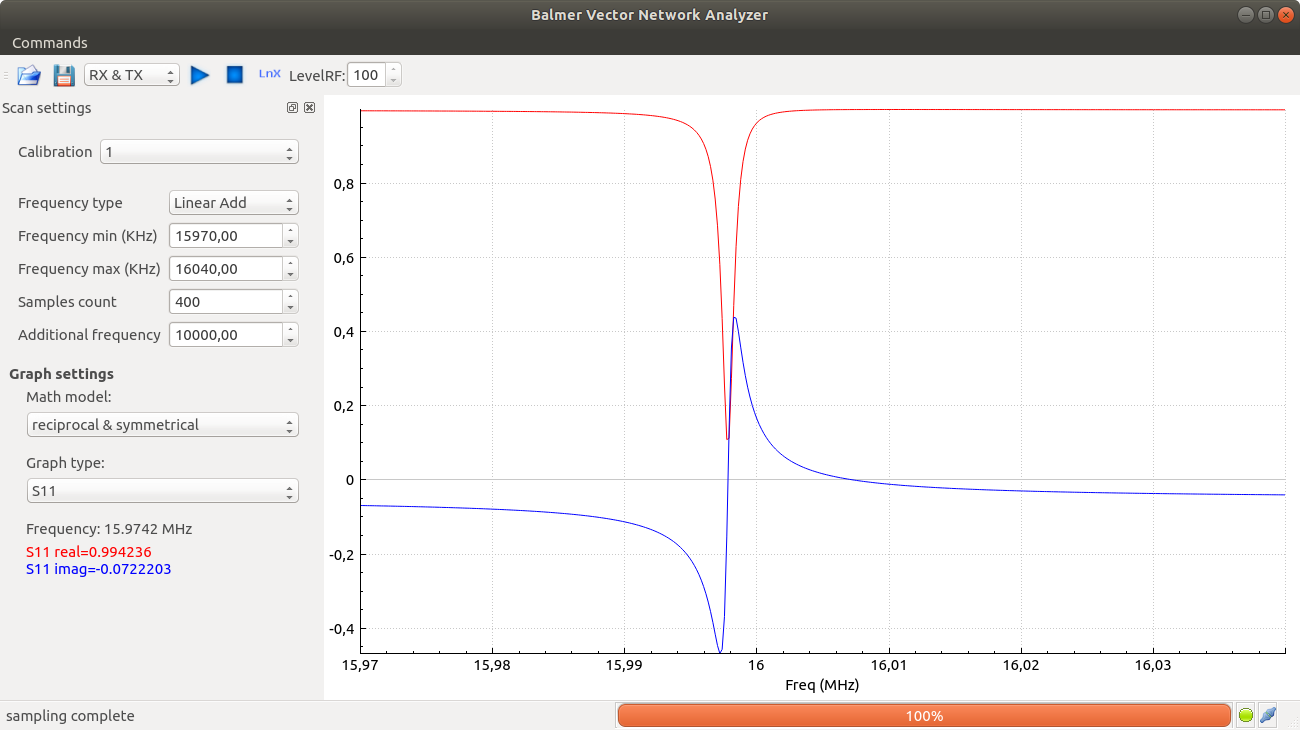 Balmer Vector Network Analyzer
Commands
RX & TX
LnX
LevelRF: 100
Scan settings
Calibration 1
Frequency type Linear Add
Frequency min (KHz) 15970,00
Frequency max (KHz) 16040,00
Samples count 400
Additional frequency 10000,00
Graph settings
Math model:
reciprocal & symmetrical
Graph type:
S11
Frequency: 15.9742 MHz
S11 real=0.994236
S11 imag=-0.0722203
0,8
0,6
0,4
0,2
0
-0,2
-0,4
15,97 15,98 15,99 16 16,01 16,02 16,03
Freq (MHz)
sampling complete
100%